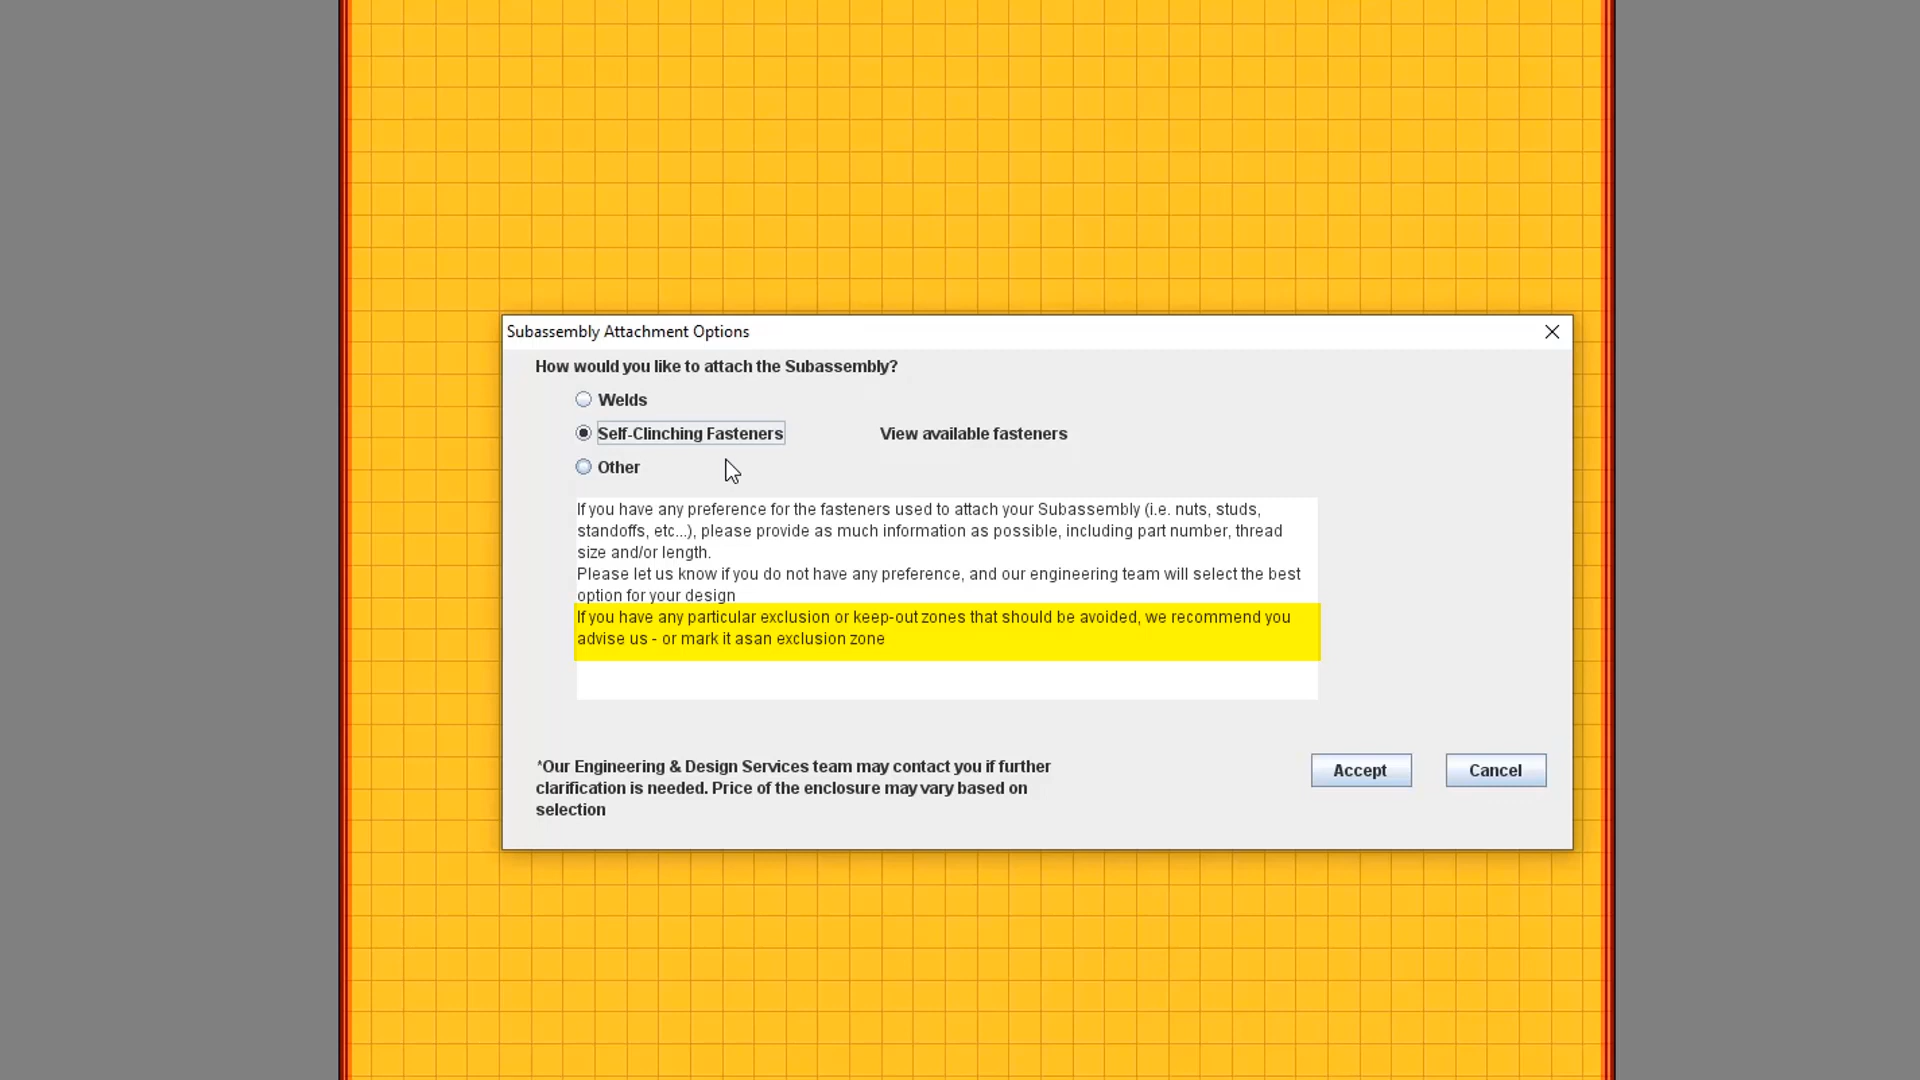 Subassembly Attachment Options
How would you like to attach the Subassembly?
Welds
Self-Clinching Fasteners
View available fasteners
Other
If you have any preference for the fasteners used to attach your Subassembly (i.e. nuts, studs,
standoffs, etc...), please provide as much information as possible, including part number, thread
size and/or length.
Please let us know if you do not have any preference, and our engineering team will select the best
option for your design
If you have any particular exclusion or keep-out zones that should be avoided, we recommend you
advise us - or mark it asan exclusion zone
*Our Engineering & Design Services team may contact you if further
clarification is needed. Price of the enclosure may vary based on
selection
Accept
Cancel